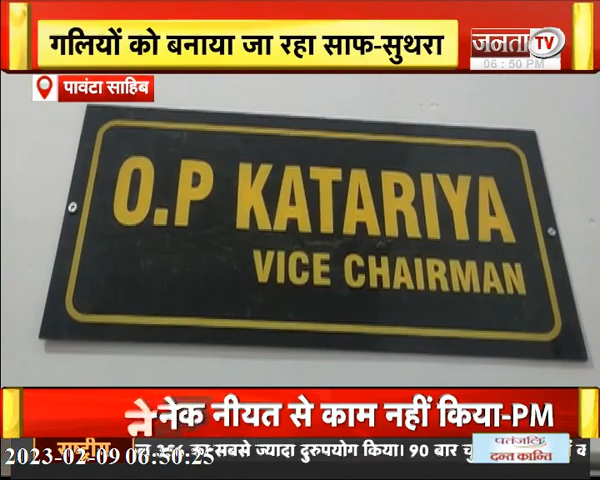 गलियों को बनाया जा रहा साफ-सुथरा
जनता TV
06:50 PM
पावंटा साहिब
O.P KATARIYA
VICE CHAIRMAN
नेक नीयत से काम नहीं किया-PM
राष्ट्रीय
356 का सबसे ज्यादा दुरुपयोग किया। 90 बार
पतंजलि
दन्त कान्ति
2023-02-09 06:50:25